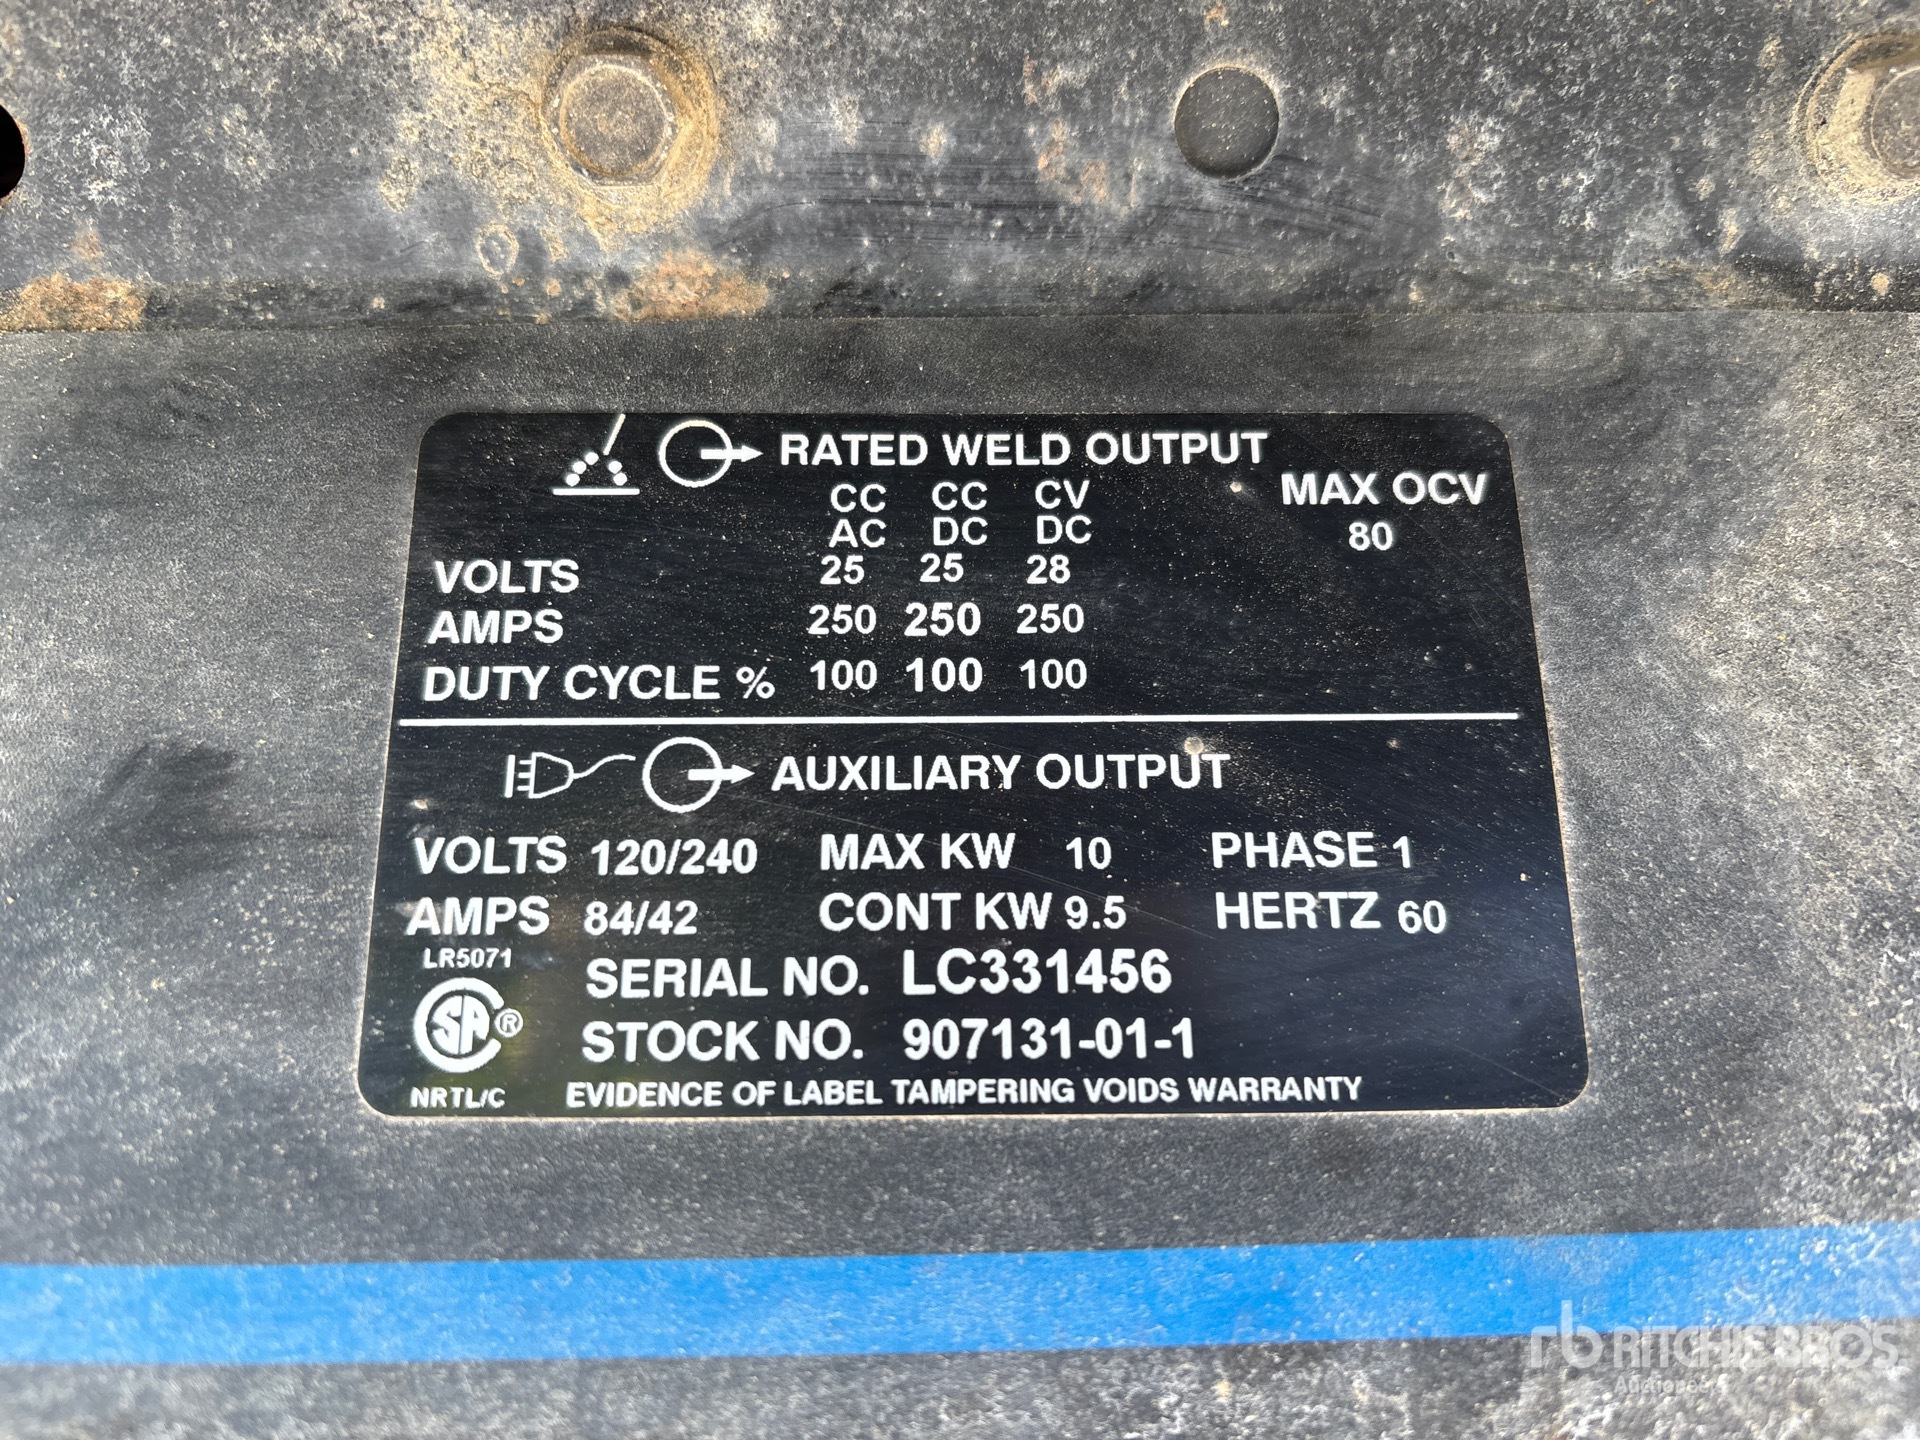 RATED WELD OUTPUT
MAX OCV
80
CC CC CV
AC DC DC
VOLTS 25 25 28
AMPS 250 250 250
DUTY CYCLE % 100 100 100
AUXILIARY OUTPUT
VOLTS 120/240 MAX KW 10 PHASE 1
AMPS 84/42 CONT KW 9.5 HERTZ 60
LR5071
SERIAL NO. LC331456
SA ®
STOCK NO. 907131-01-1
NRTL/C
EVIDENCE OF LABEL TAMPERING VOIDS WARRANTY
rb RITCHIE BROS
Auctioneers